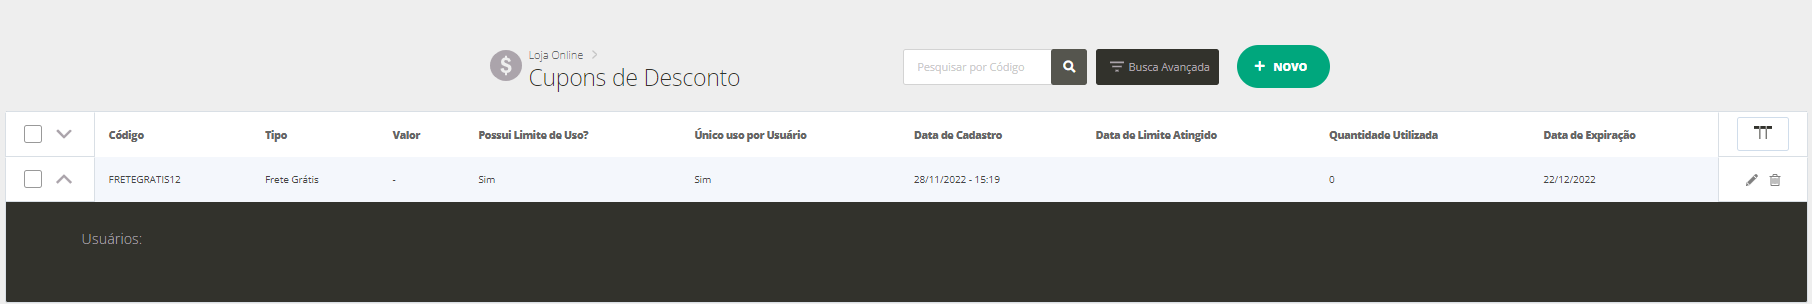 Loja Online
Cupons de Desconto
Pesquisar por Código
Busca Avançada
+ NOVO
Código Tipo Valor Possui Limite de Uso? Único uso por Usuário Data de Cadastro Data de Limite Atingido Quantidade Utilizada Data de Expiração
FRETEGRATIS12 Frete Grátis - Sim Sim 28/11/2022 - 15:19 0 22/12/2022
Usuários: